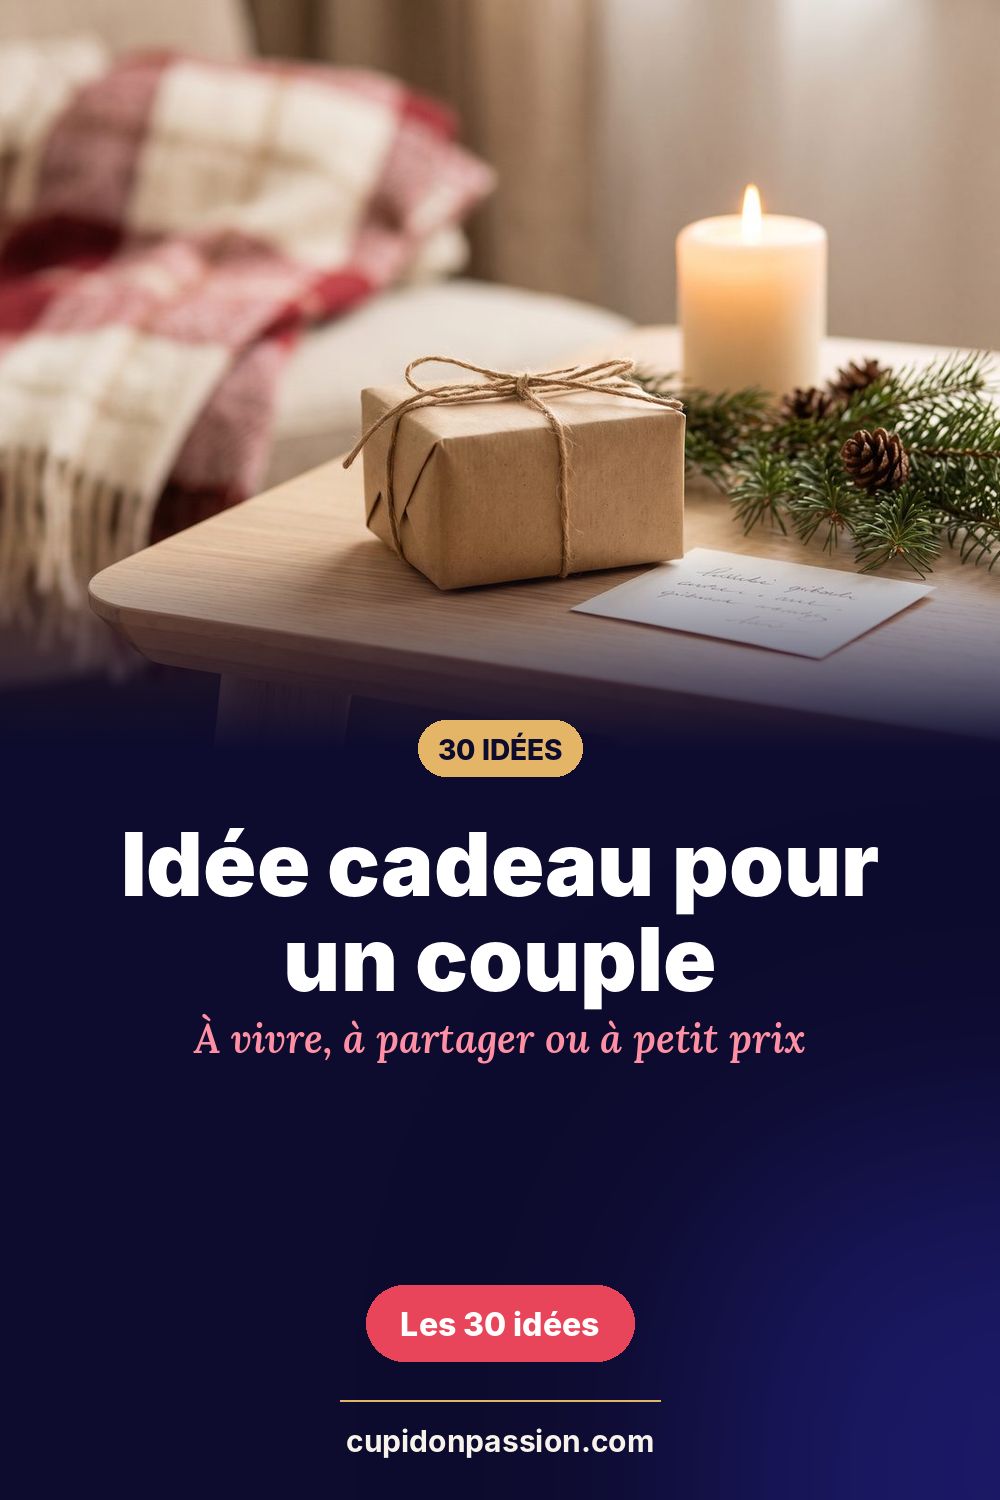 30 IDÉES
Idée cadeau pour
un couple
À vivre, à partager ou à petit prix
Les 30 idées
cupidonpassion.com